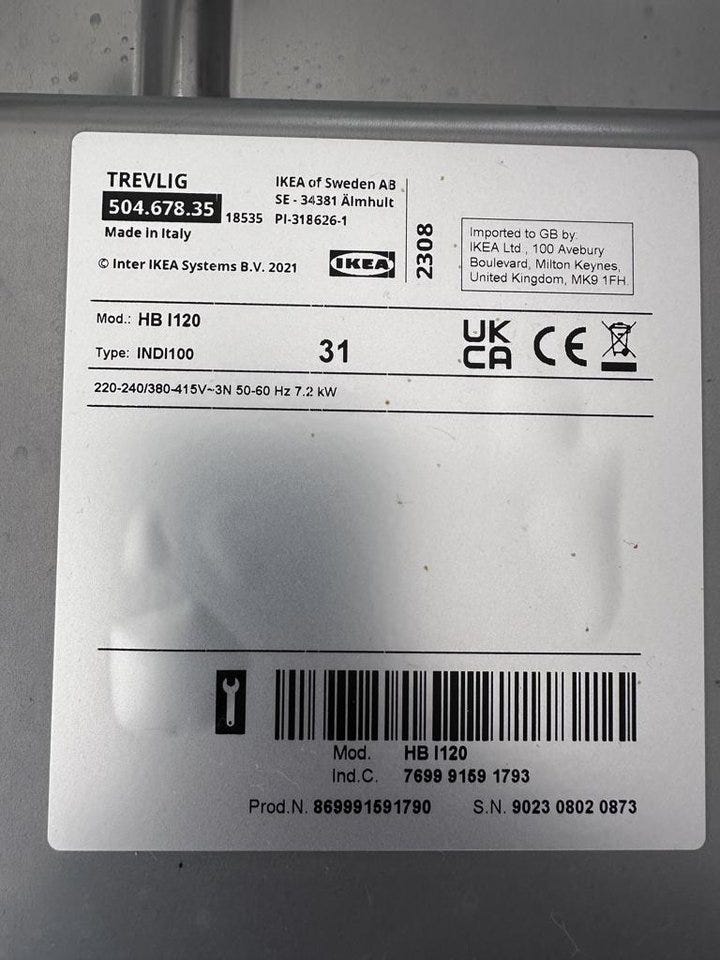 TREVLIG
504.678.35
18535
Made in Italy
© Inter IKEA Systems B.V. 2021
IKEA of Sweden AB
SE - 34381 Älmhult
PI-318626-1
IKEA
2308
Imported to GB by:
IKEA Ltd., 100 Avebury
Boulevard, Milton Keynes,
United Kingdom, MK9 1FH.
Mod.: HB I120
Type: INDI100
31
UK
CA
CE
220-240/380-415V~3N 50-60 Hz 7.2 kW
Mod. HB I120
Ind.C. 7699 9159 1793
Prod.N. 869991591790 S.N. 9023 0802 0873